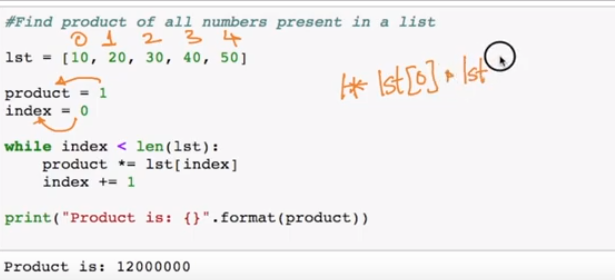 #Find product of all numbers present in a list
0 1 2 3 4
lst = [10, 20, 30, 40, 50]
product = 1
index = 0
1* lst[0] * lst
while index < len(lst):
product *= lst[index]
index += 1
print("Product is: {}".format(product))
Product is: 12000000